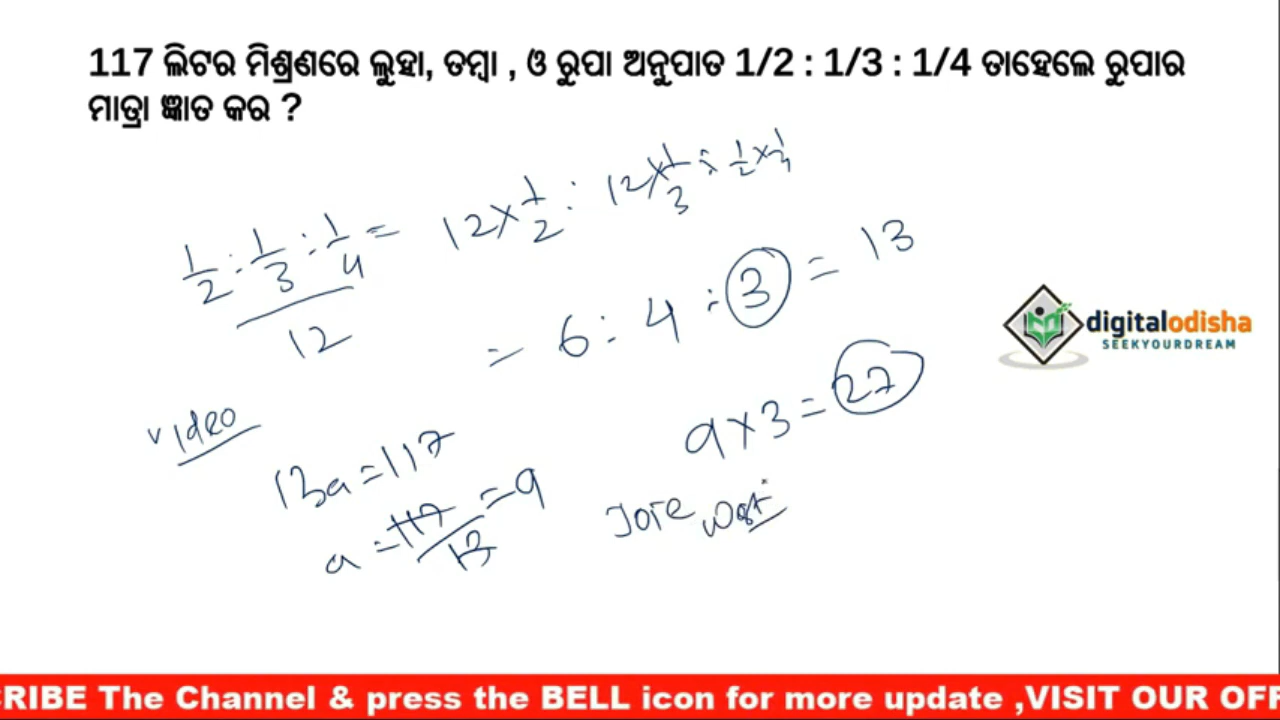 117 ଲିଟର ମିଶ୍ରଣରେ ଲୁହା, ତମ୍ବା , ଓ ରୁପା ଅନୁପାତ 1/2 : 1/3 : 1/4 ତାହେଲେ ରୁପାର
ମାତ୍ରା ଜ୍ଞାତ କର ?
1/2 : 1/3 : 1/4 = 12 × 1/2 : 12 × 1/3 : 12 × 1/4
12
= 6 : 4 : 3 = 13
digitalodisha
SEEKYOURDREAM
9 × 3 = 27
video
13a = 117
a = 117/13 = 9
CRIBE The Channel & press the BELL icon for more update ,VISIT OUR OFF